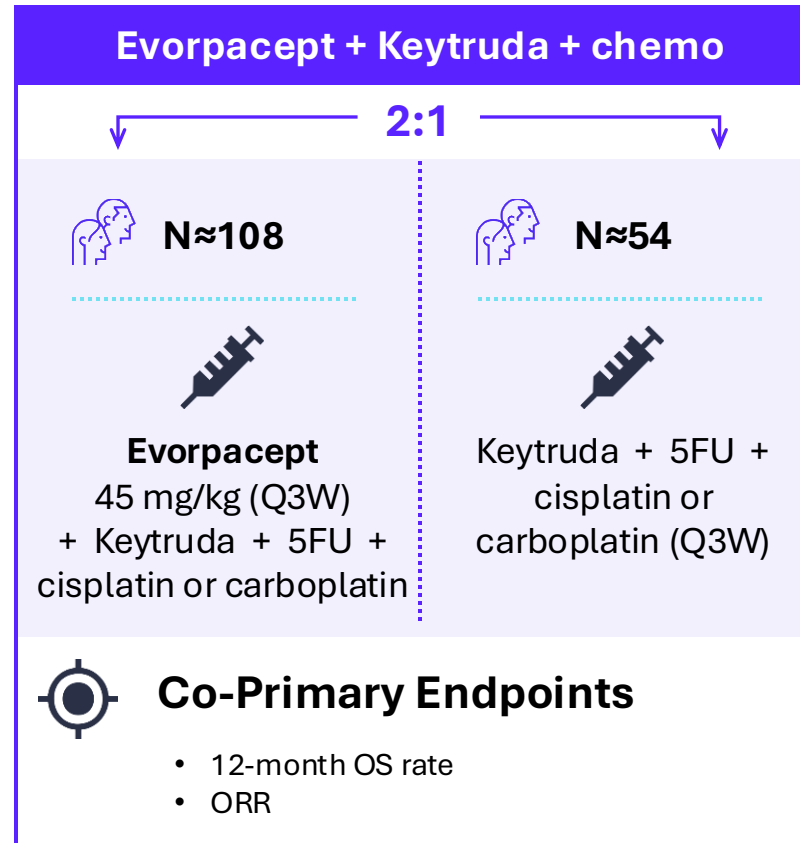 Evorpacept + Keytruda + chemo
2:1
N≈108
N≈54
Evorpacept
45 mg/kg (Q3W)
+ Keytruda + 5FU +
cisplatin or carboplatin
Keytruda + 5FU +
cisplatin or
carboplatin (Q3W)
Co-Primary Endpoints
• 12-month OS rate
• ORR